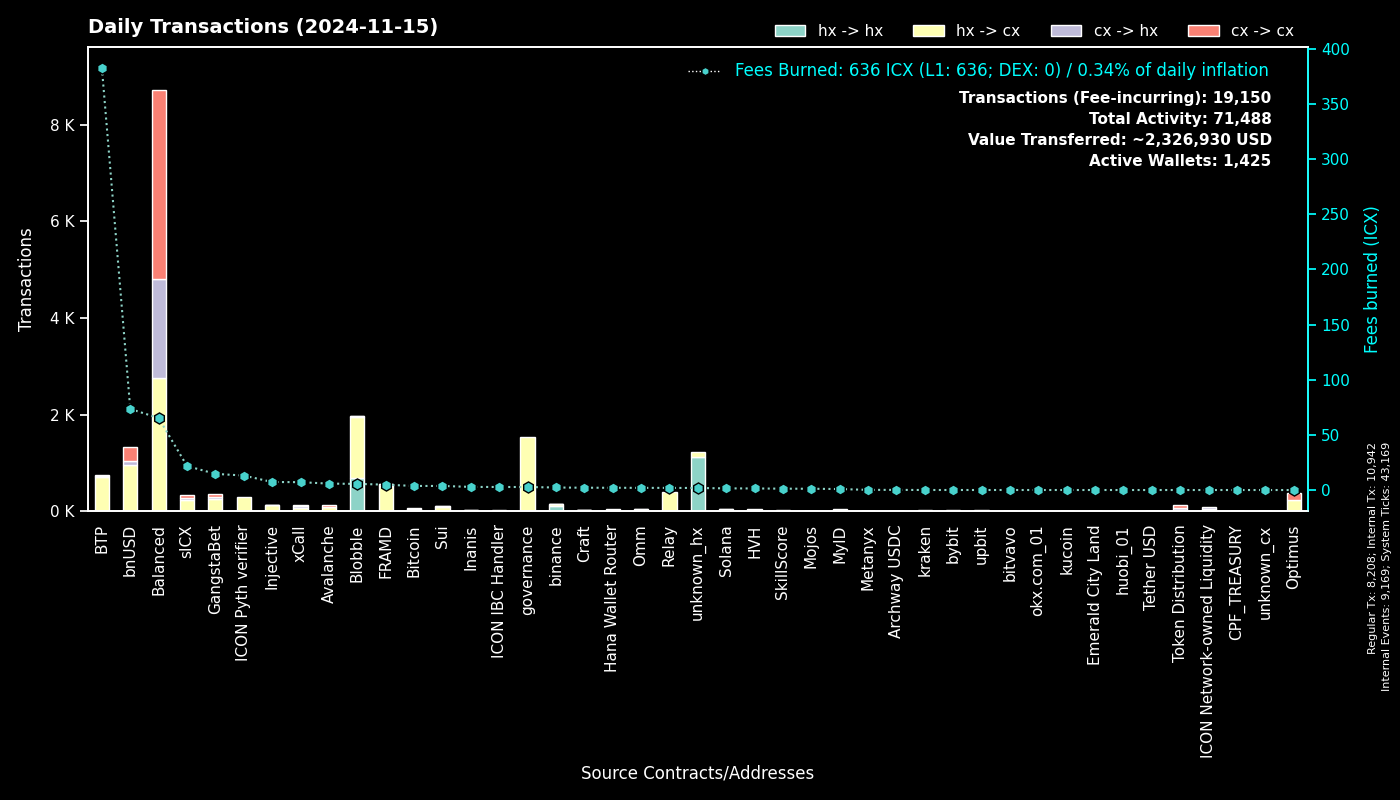 Daily Transactions (2024-11-15)
hx -> hx
hx -> cx
cx -> hx
cx -> cx
Fees Burned: 636 ICX (L1: 636; DEX: 0) / 0.34% of daily inflation
Transactions (Fee-incurring): 19,150
Total Activity: 71,488
Value Transferred: ~2,326,930 USD
Active Wallets: 1,425
Transactions
8 K
6 K
4 K
2 K
0 K
400
350
300
250
200
150
100
50
0
Fees burned (ICX)
Regular Tx: 8,208; Internal Tx: 10,942
Internal Events: 9,169; System Ticks: 43,169
BTP
bnUSD
Balanced
sICX
GangstaBet
ICON Pyth verifier
Injective
xCall
Avalanche
Blobble
FRAMD
Bitcoin
Sui
Inanis
ICON IBC Handler
governance
binance
Craft
Hana Wallet Router
Omm
Relay
unknown_hx
Solana
HVH
SkillScore
Mojos
MyID
Metanyx
Archway USDC
kraken
bybit
upbit
bitvavo
okx.com_01
kucoin
Emerald City Land
huobi_01
Tether USD
Token Distribution
ICON Network-owned Liquidity
CPF_TREASURY
unknown_cx
Optimus
Source Contracts/Addresses